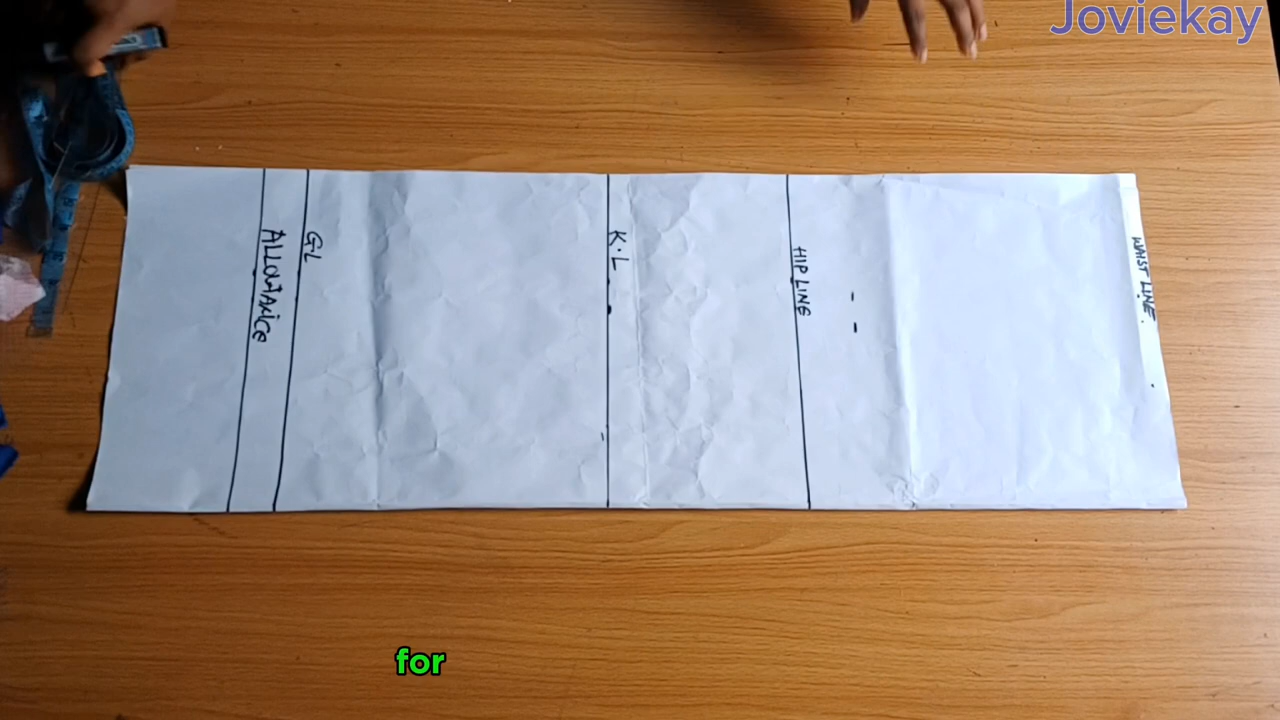 Joviekay
WAIST LINE.
HIP LINE
K.L
G-L
ALLOWANCE
for